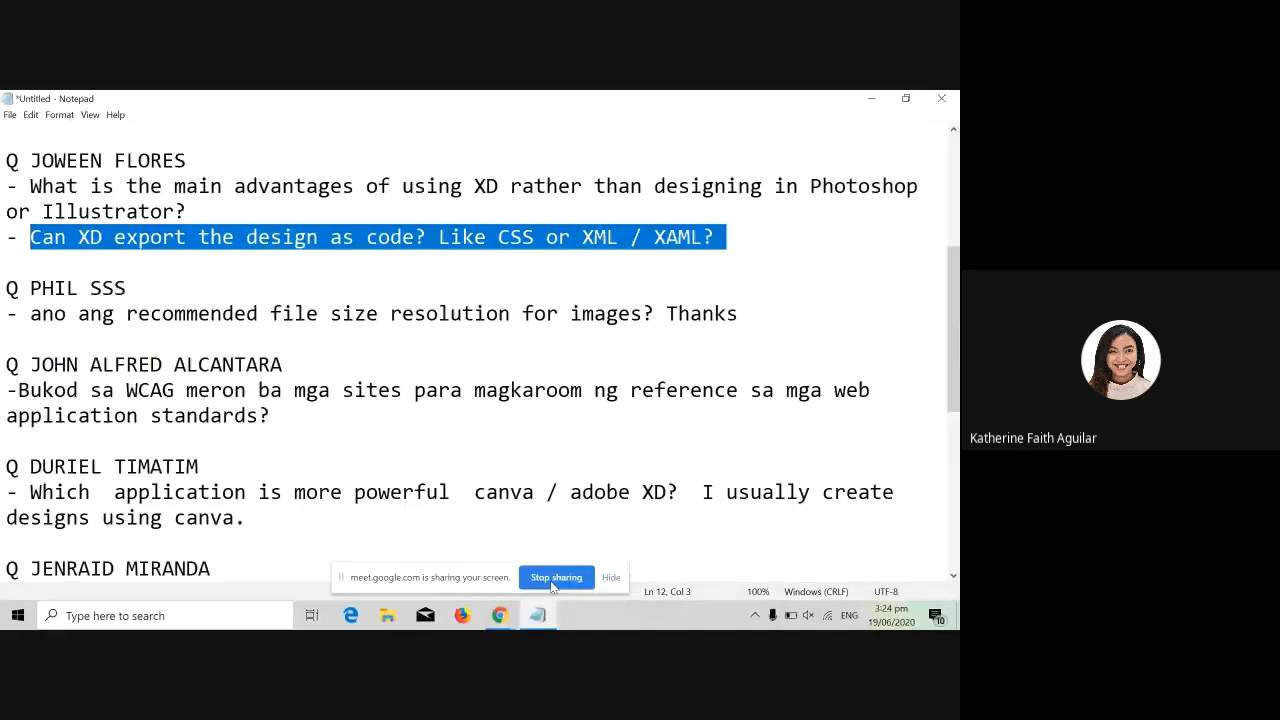 *Untitled - Notepad
File Edit Format View Help
Q JOWEEN FLORES
- What is the main advantages of using XD rather than designing in Photoshop
or Illustrator?
- Can XD export the design as code? Like CSS or XML / XAML?
Q PHIL SSS
- ano ang recommended file size resolution for images? Thanks
Q JOHN ALFRED ALCANTARA
-Bukod sa WCAG meron ba mga sites para magkaroom ng reference sa mga web
application standards?
Q DURIEL TIMATIM
- Which application is more powerful canva / adobe XD? I usually create
designs using canva.
Q JENRAID MIRANDA
meet.google.com is sharing your screen. Stop sharing Hide
Ln 12, Col 3 100% Windows (CRLF) UTF-8
Type here to search
ENG
3:24 pm
19/06/2020
10
Katherine Faith Aguilar